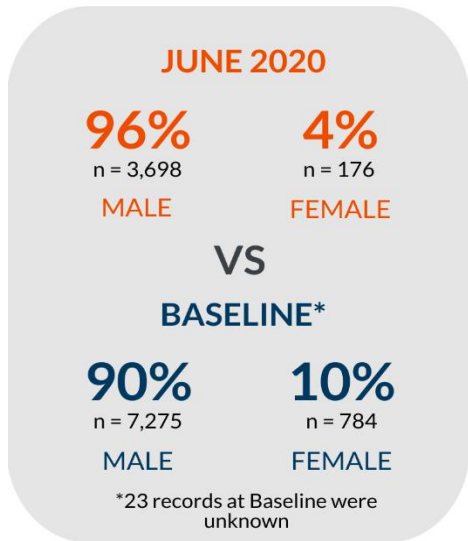 JUNE 2020
96% 4%
n = 3,698 n = 176
MALE FEMALE
VS
BASELINE*
90% 10%
n = 7,275 n = 784
MALE FEMALE
*23 records at Baseline were
unknown